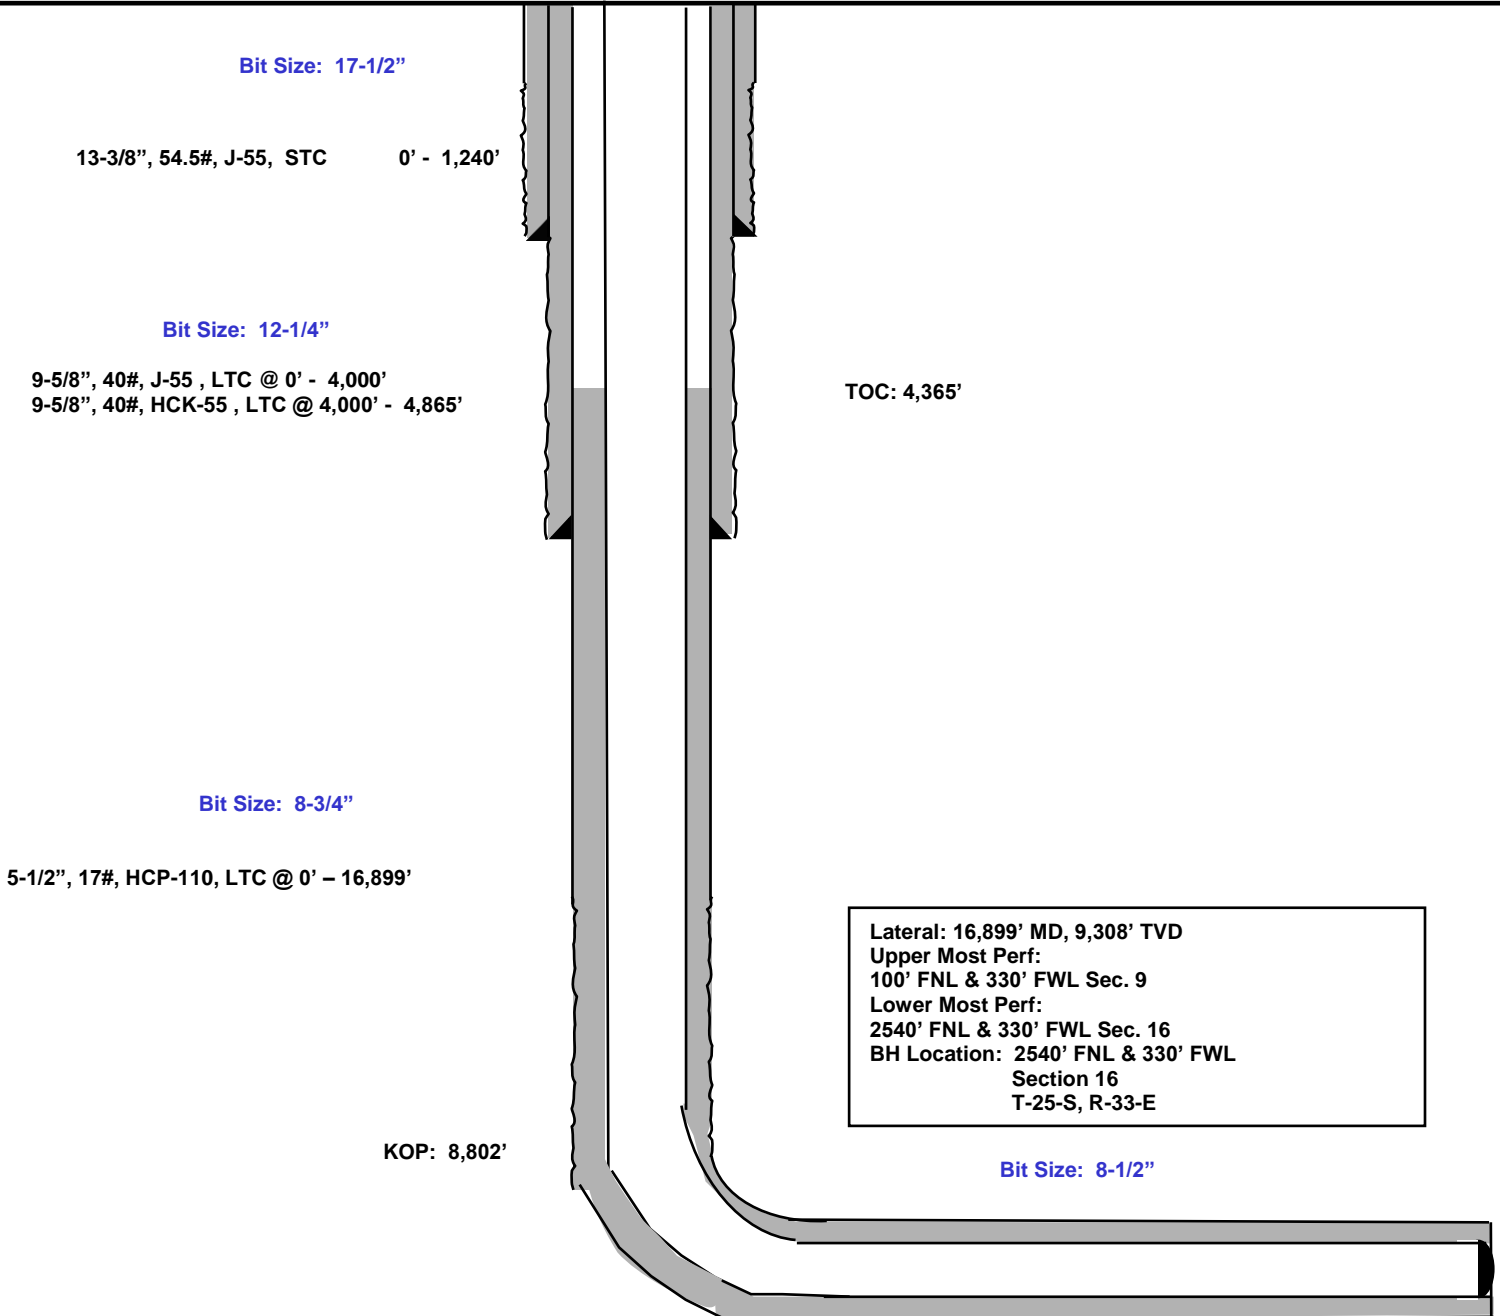 Bit Size:  17-1/2”
13-3/8”, 54.5#, J-55,  STC 0’ -  1,240’
Bit Size:  12-1/4”
9-5/8”, 40#, J-55 , LTC @ 0’ -  4,000’
9-5/8”, 40#, HCK-55 , LTC @ 4,000’ -  4,865’
TOC: 4,365’
Bit Size:  8-3/4”
5-1/2”, 17#, HCP-110, LTC @ 0’ – 16,899’
Lateral: 16,899’ MD, 9,308’ TVD
Upper Most Perf:
100’ FNL & 330’ FWL Sec. 9
Lower Most Perf:
2540’ FNL & 330’ FWL Sec. 16
BH Location:  2540’ FNL & 330’ FWL
Section 16
T-25-S, R-33-E
KOP:  8,802’
Bit Size:  8-1/2”